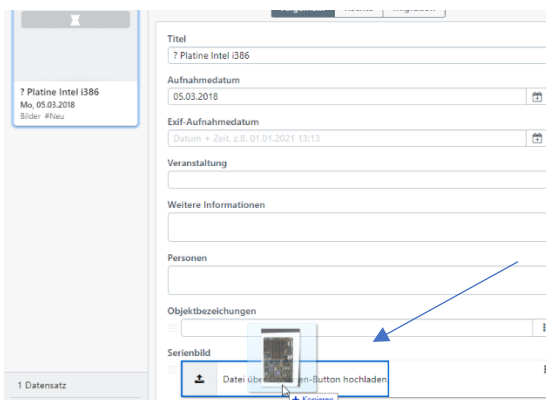 ? Platine Intel i386
Mo, 05.03.2018
Bilder #Neu
1 Datensatz
Titel
? Platine Intel i386
Aufnahmedatum
05.03.2018
Exif-Aufnahmedatum
Datum + Zeit, z.B. 01.01.2021 13:13
Veranstaltung
Weitere Informationen
Personen
Objektbezeichungen
Serienbild
Datei übe en-Button hochladen
+ Kopieren